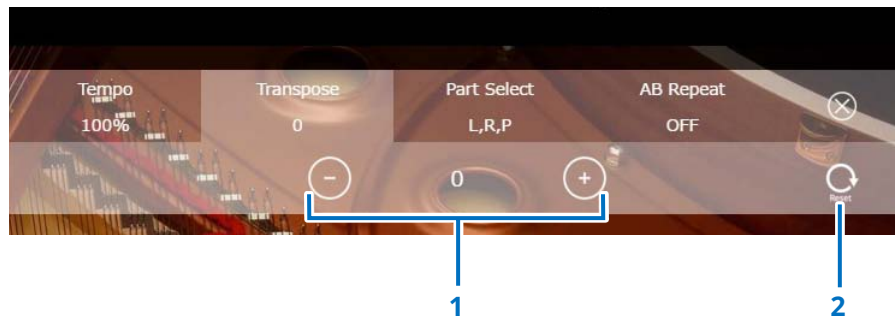 Tempo Transpose Part Select AB Repeat
100% 0 L,R,P OFF
- 0 +
Reset
1 2